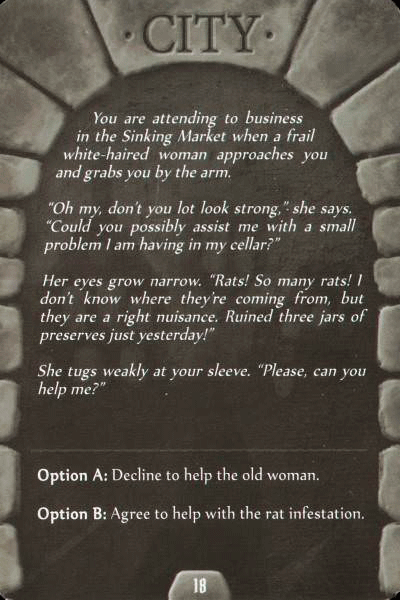 · CITY ·
You are attending to business
in the Sinking Market when a frail
white-haired woman approaches you
and grabs you by the arm.
“Oh my, don’t you lot look strong,” she says.
“Could you possibly assist me with a small
problem I am having in my cellar?”
Her eyes grow narrow. “Rats! So many rats! I
don’t know where they’re coming from, but
they are a right nuisance. Ruined three jars of
preserves just yesterday!”
She tugs weakly at your sleeve. “Please, can you
help me?”
Option A: Decline to help the old woman.
Option B: Agree to help with the rat infestation.
18